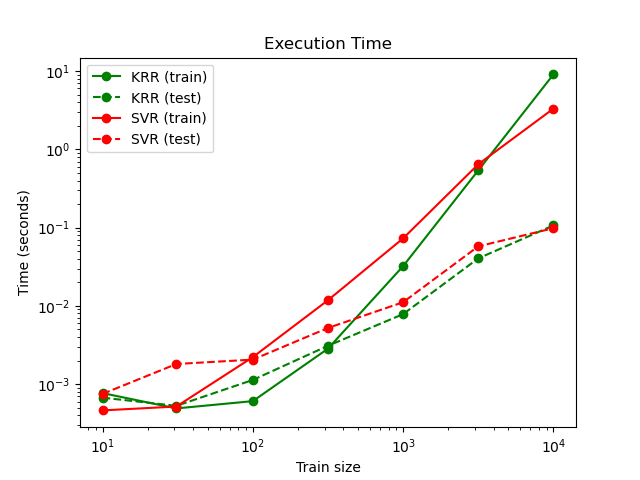 Execution Time
KRR (train)
KRR (test)
SVR (train)
SVR (test)
10¹
10⁰
10⁻¹
10⁻²
10⁻³
Time (seconds)
10¹ 10² 10³ 10⁴
Train size